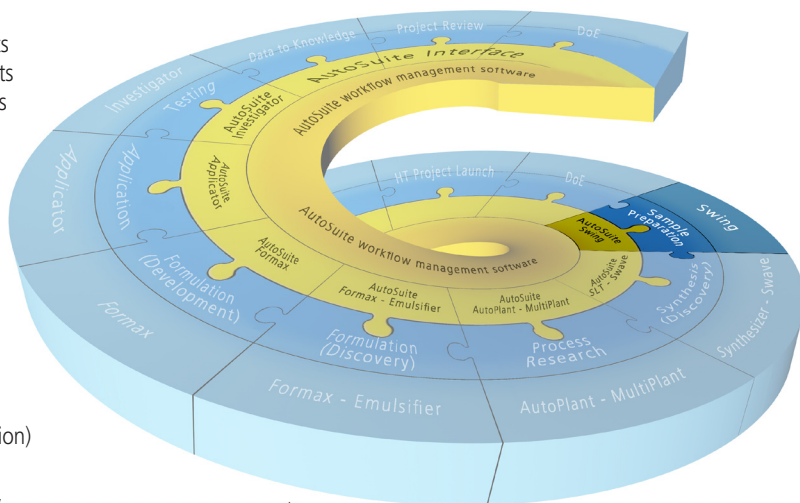 ts
ts
s
ion)
Project Review
DoE
Data to Knowledge
AutoSuite Interface
Investigator
Testing
AutoSuite workflow management software
AutoSuite
Investigator
Applicator
Application
AutoSuite
Applicator
HT Project Launch
DoE
Swing
Sample
Preparation
AutoSuite
Swing
AutoSuite workflow management software
AutoSuite
Formax
Formulation
(Development)
Formax
AutoSuite
Formax - Emulsifier
Formulation
(Discovery)
Formax - Emulsifier
AutoSuite
AutoPlant - MultiPlant
Process
Research
AutoPlant - MultiPlant
AutoSuite
SLT - Swave
Synthesis
(Discovery)
Synthesizer - Swave